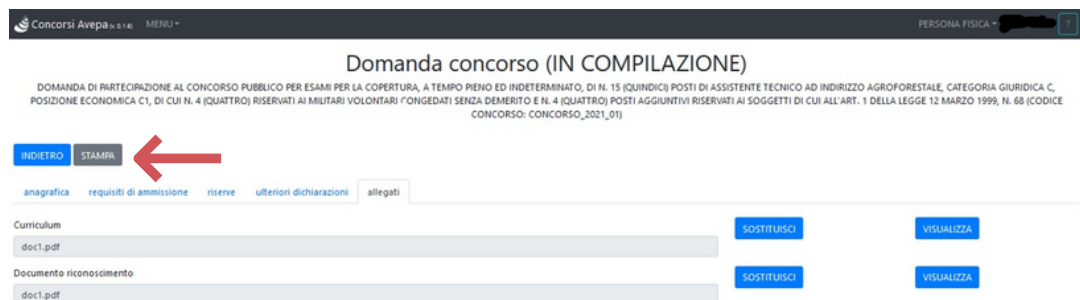 Concorsi Avepa (v. 0.1.6) MENU
PERSONA FISICA
?
Domanda concorso (IN COMPILAZIONE)
DOMANDA DI PARTECIPAZIONE AL CONCORSO PUBBLICO PER ESAMI PER LA COPERTURA, A TEMPO PIENO ED INDETERMINATO, DI N. 15 (QUINDICI) POSTI DI ASSISTENTE TECNICO AD INDIRIZZO AGROFORESTALE, CATEGORIA GIURIDICA C,
POSIZIONE ECONOMICA C1, DI CUI N. 4 (QUATTRO) RISERVATI AI MILITARI VOLONTARI CONGEDATI SENZA DEMERITO E N. 4 (QUATTRO) POSTI AGGIUNTIVI RISERVATI AI SOGGETTI DI CUI ALL'ART. 1 DELLA LEGGE 12 MARZO 1999, N. 68 (CODICE
CONCORSO: CONCORSO_2021_01)
INDIETRO STAMPA
anagrafica requisiti di ammissione riserve ulteriori dichiarazioni allegati
Curriculum
doc1.pdf SOSTITUISCI VISUALIZZA
Documento riconoscimento
doc1.pdf SOSTITUISCI VISUALIZZA